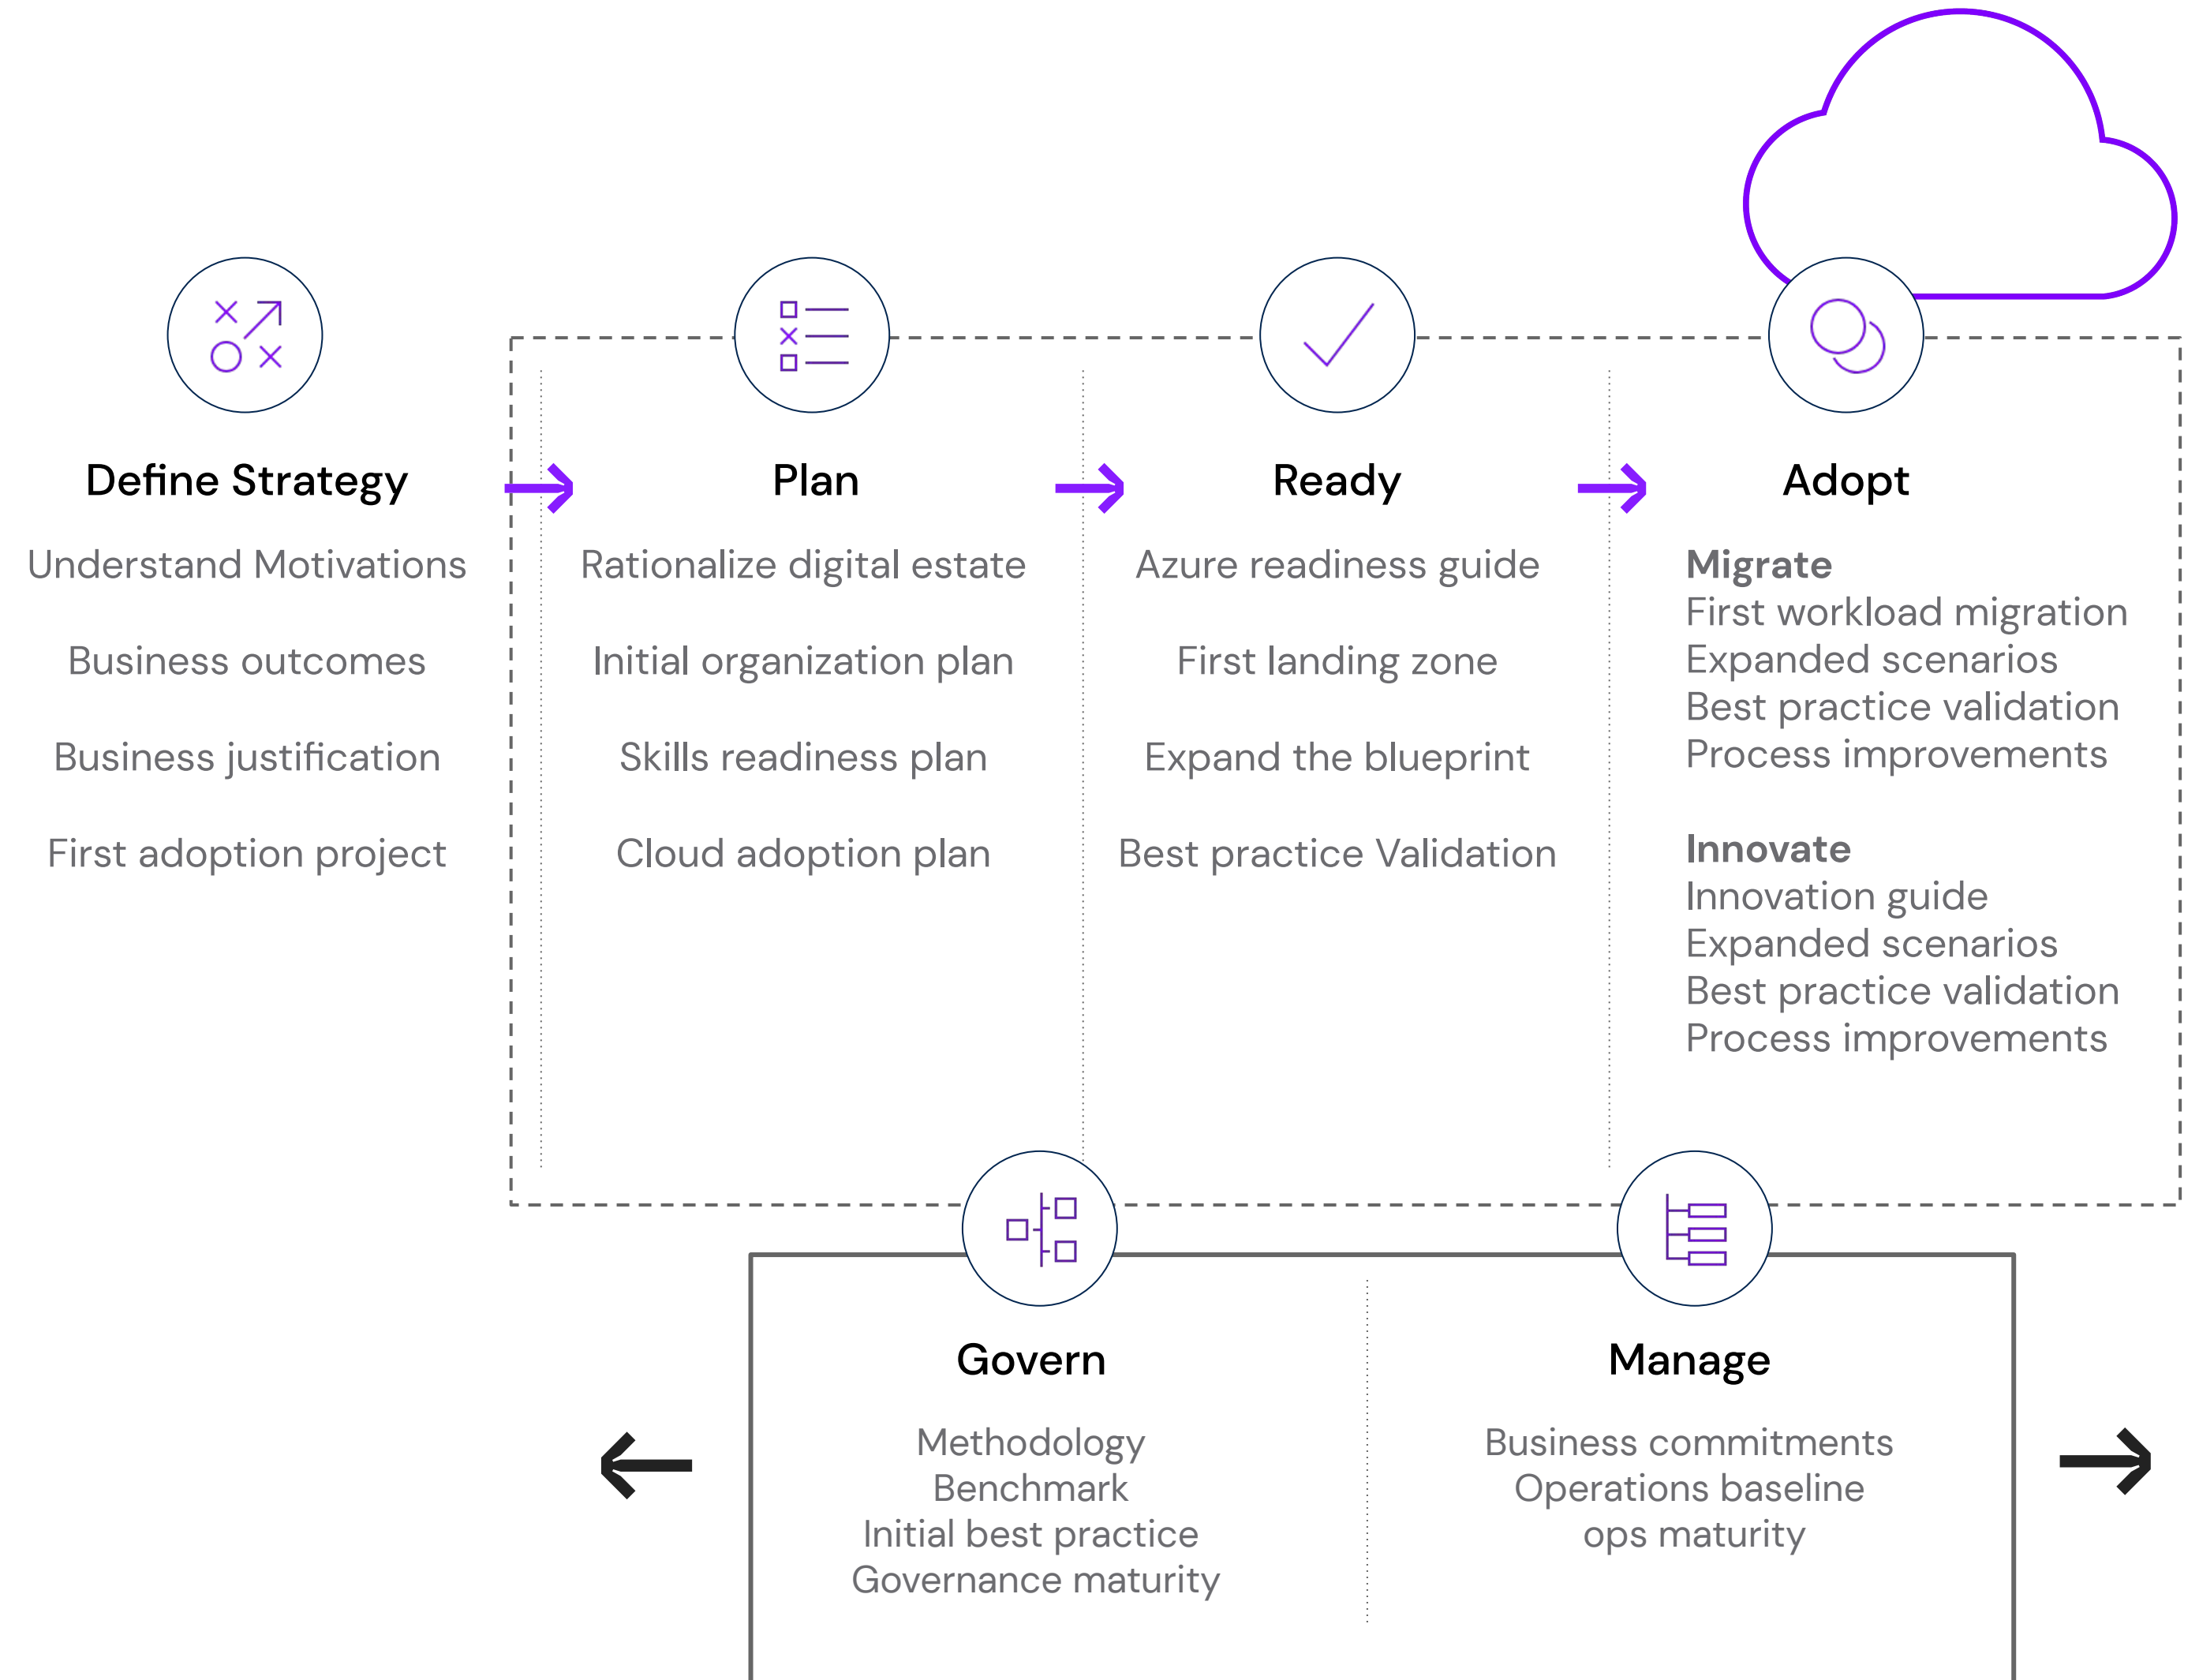 Define Strategy
Understand Motivations
Business outcomes
Business justification
First adoption project
Plan
Rationalize digital estate
Initial organization plan
Skills readiness plan
Cloud adoption plan
Ready
Azure readiness guide
First landing zone
Expand the blueprint
Best practice Validation
Adopt
Migrate
First workload migration
Expanded scenarios
Best practice validation
Process improvements
Innovate
Innovation guide
Expanded scenarios
Best practice validation
Process improvements
Govern
Methodology
Benchmark
Initial best practice
Governance maturity
Manage
Business commitments
Operations baseline
ops maturity